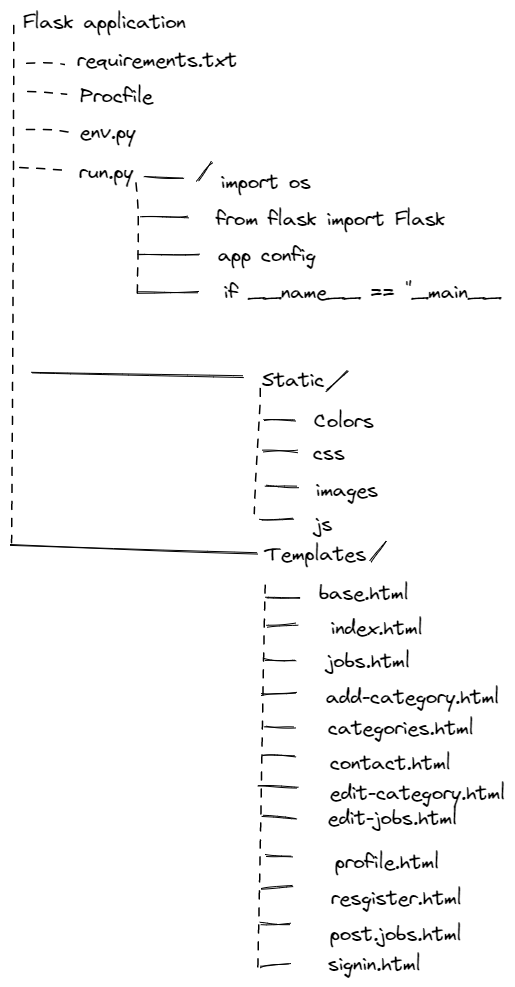 Flask application
requirements.txt
Procfile
env.py
run.py /
import os
from flask import Flask
app config
if __name__ == "__main__
Static/
Colors
css
images
js
Templates/
base.html
index.html
jobs.html
add-category.html
categories.html
contact.html
edit-category.html
edit-jobs.html
profile.html
resgister.html
post.jobs.html
signin.html